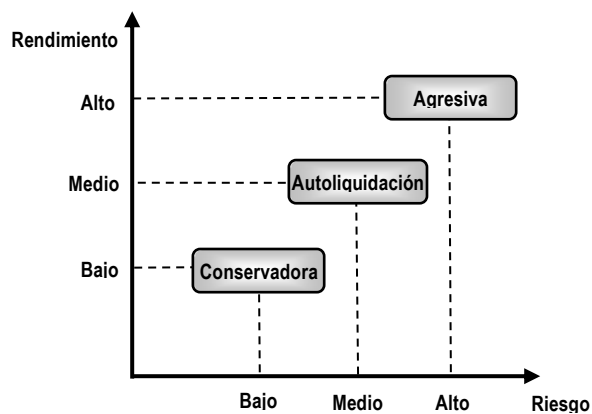 Rendimiento
Alto
Agresiva
Medio
Autoliquidación
Bajo
Conservadora
Bajo
Medio
Alto
Riesgo